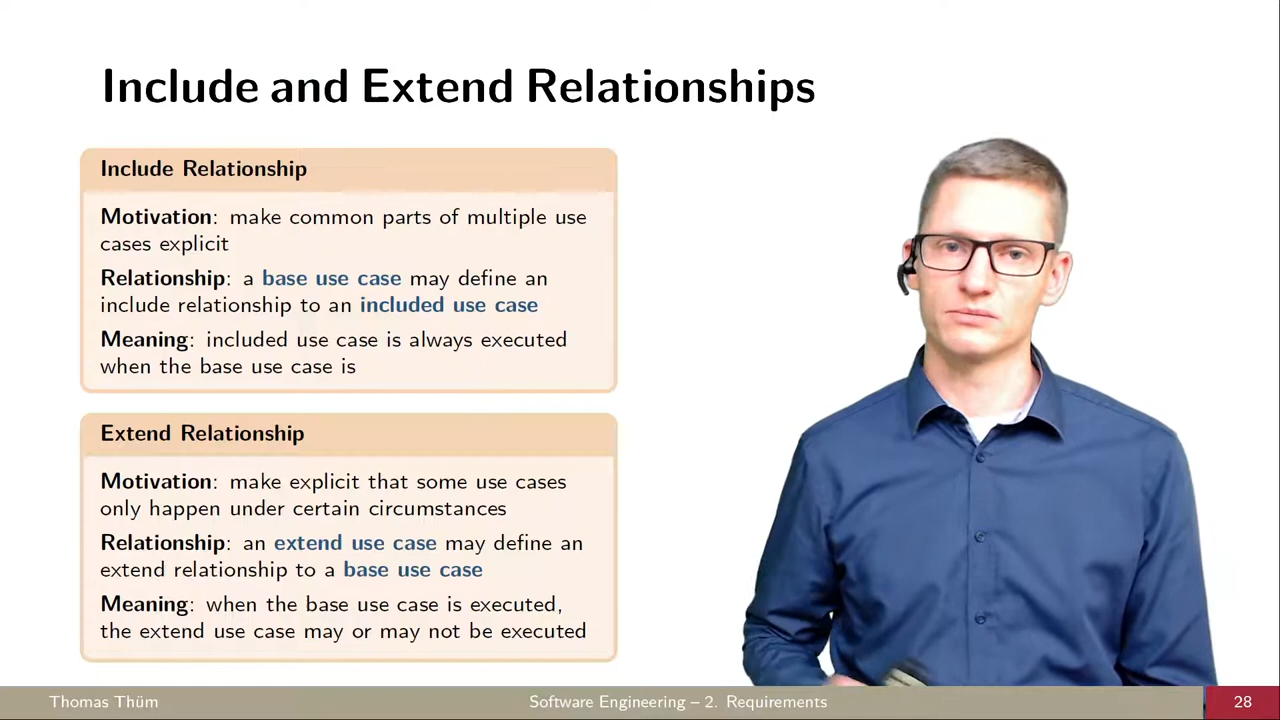 Include and Extend Relationships
Include Relationship
Motivation: make common parts of multiple use
cases explicit
Relationship: a base use case may define an
include relationship to an included use case
Meaning: included use case is always executed
when the base use case is
Extend Relationship
Motivation: make explicit that some use cases
only happen under certain circumstances
Relationship: an extend use case may define an
extend relationship to a base use case
Meaning: when the base use case is executed,
the extend use case may or may not be executed
Thomas Thüm
Software Engineering – 2. Requirements
28